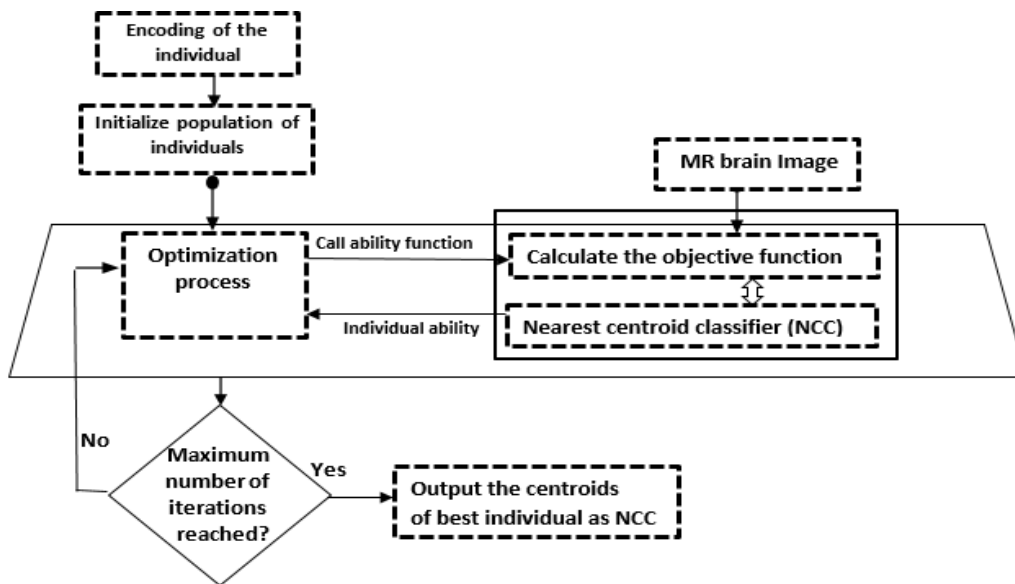 Encoding of the
individual
Initialize population of
individuals
MR brain Image
Optimization
process
Call ability function
Calculate the objective function
Individual ability
Nearest centroid classifier (NCC)
No
Maximum
number of
iterations
reached?
Yes
Output the centroids
of best individual as NCC